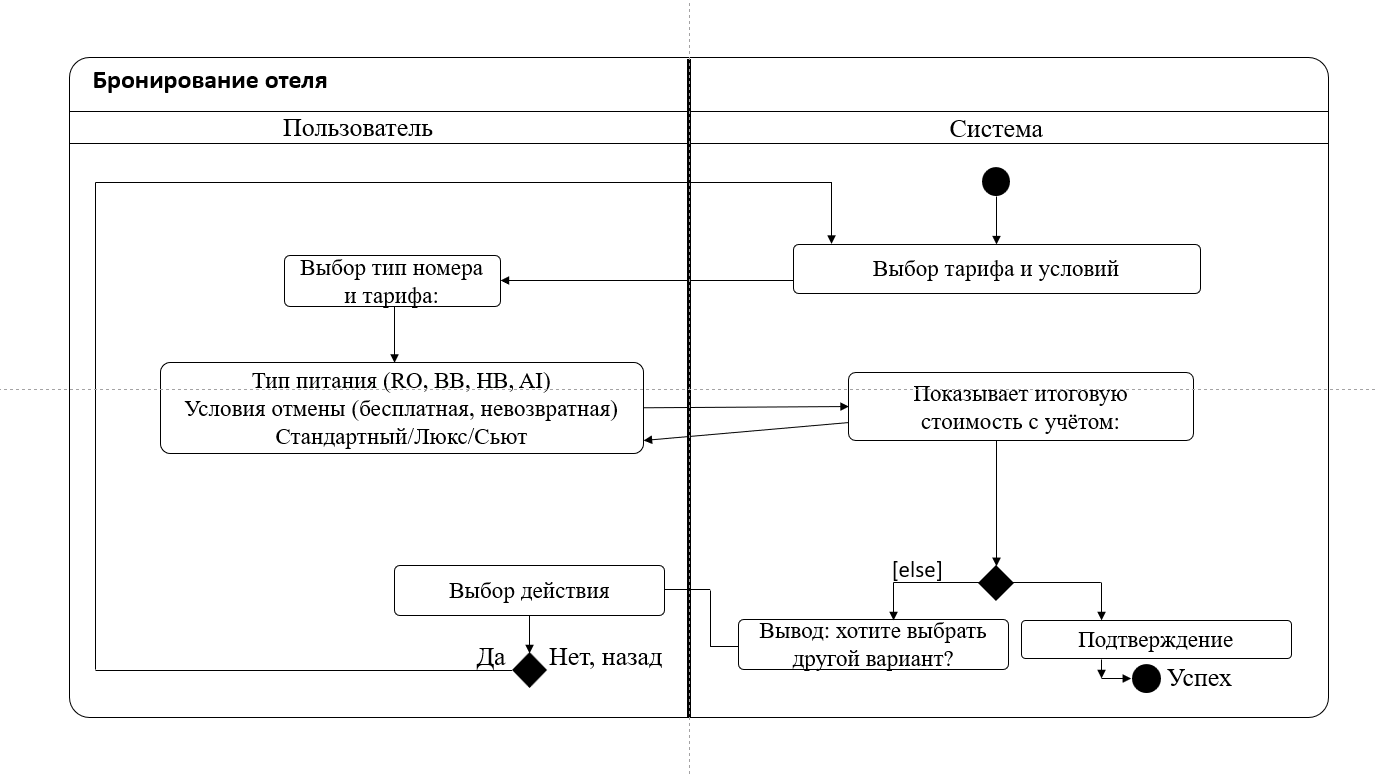 Бронирование отеля
Пользователь
Система
Выбор тарифа и условий
Выбор тип номера
и тарифа:
Тип питания (RO, BB, HB, AI)
Условия отмены (бесплатная, невозвратная)
Стандартный/Люкс/Сьют
Показывает итоговую
стоимость с учётом:
[else]
Выбор действия
Вывод: хотите выбрать
другой вариант?
Подтверждение
Да
Нет, назад
Успех